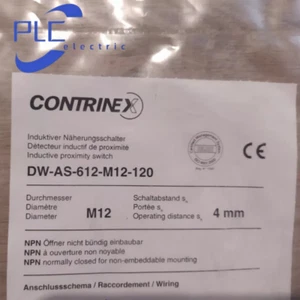 PLC
electric
CONTRINEX
Induktiver Näherungsschalter
Détecteur inductif de proximité
Inductive proximity switch
DW-AS-612-M12-120
Durchmesser
Diamètre
Diameter
M12
Schaltabstand sₙ
Portée sₙ
Operating distance sₙ
4 mm
NPN Öffner nicht bündig einbaubar
NPN à ouverture non noyable
NPN normally closed for non-embeddable mounting
Anschlussschema / Raccordement / Wiring